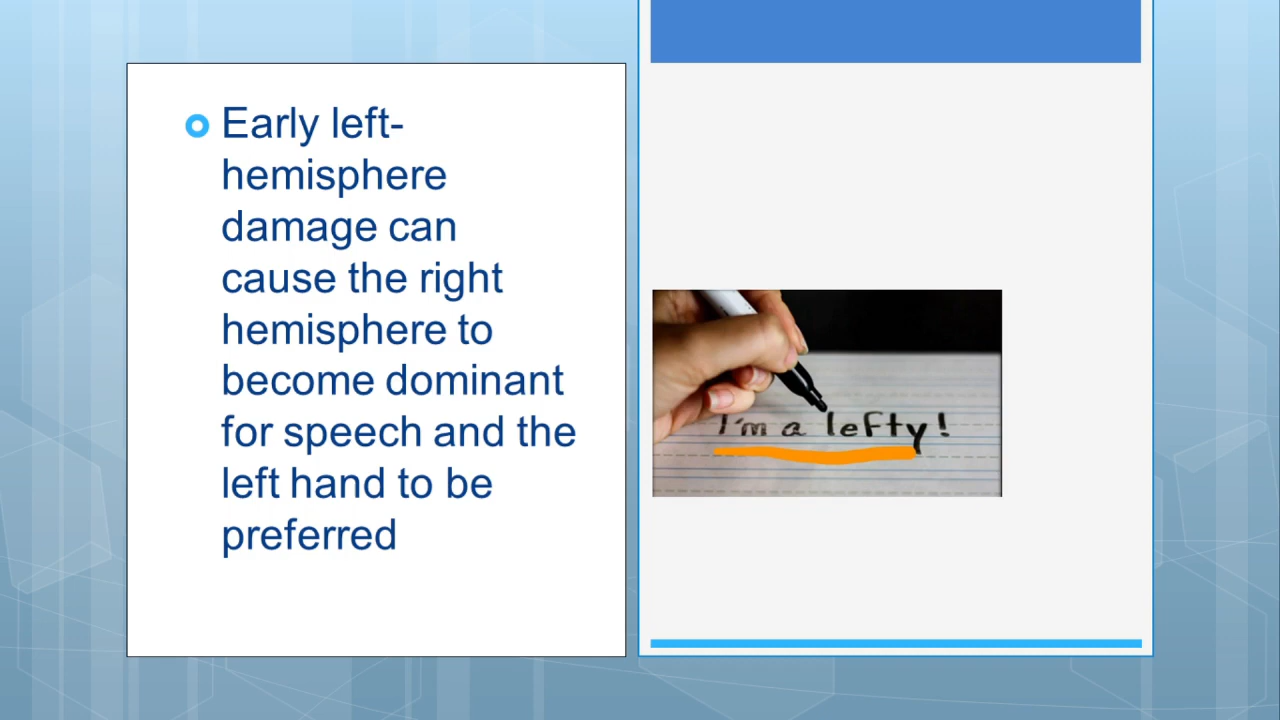 Early left-
hemisphere
damage can
cause the right
hemisphere to
become dominant
for speech and the
left hand to be
preferred
I'm a lefty!